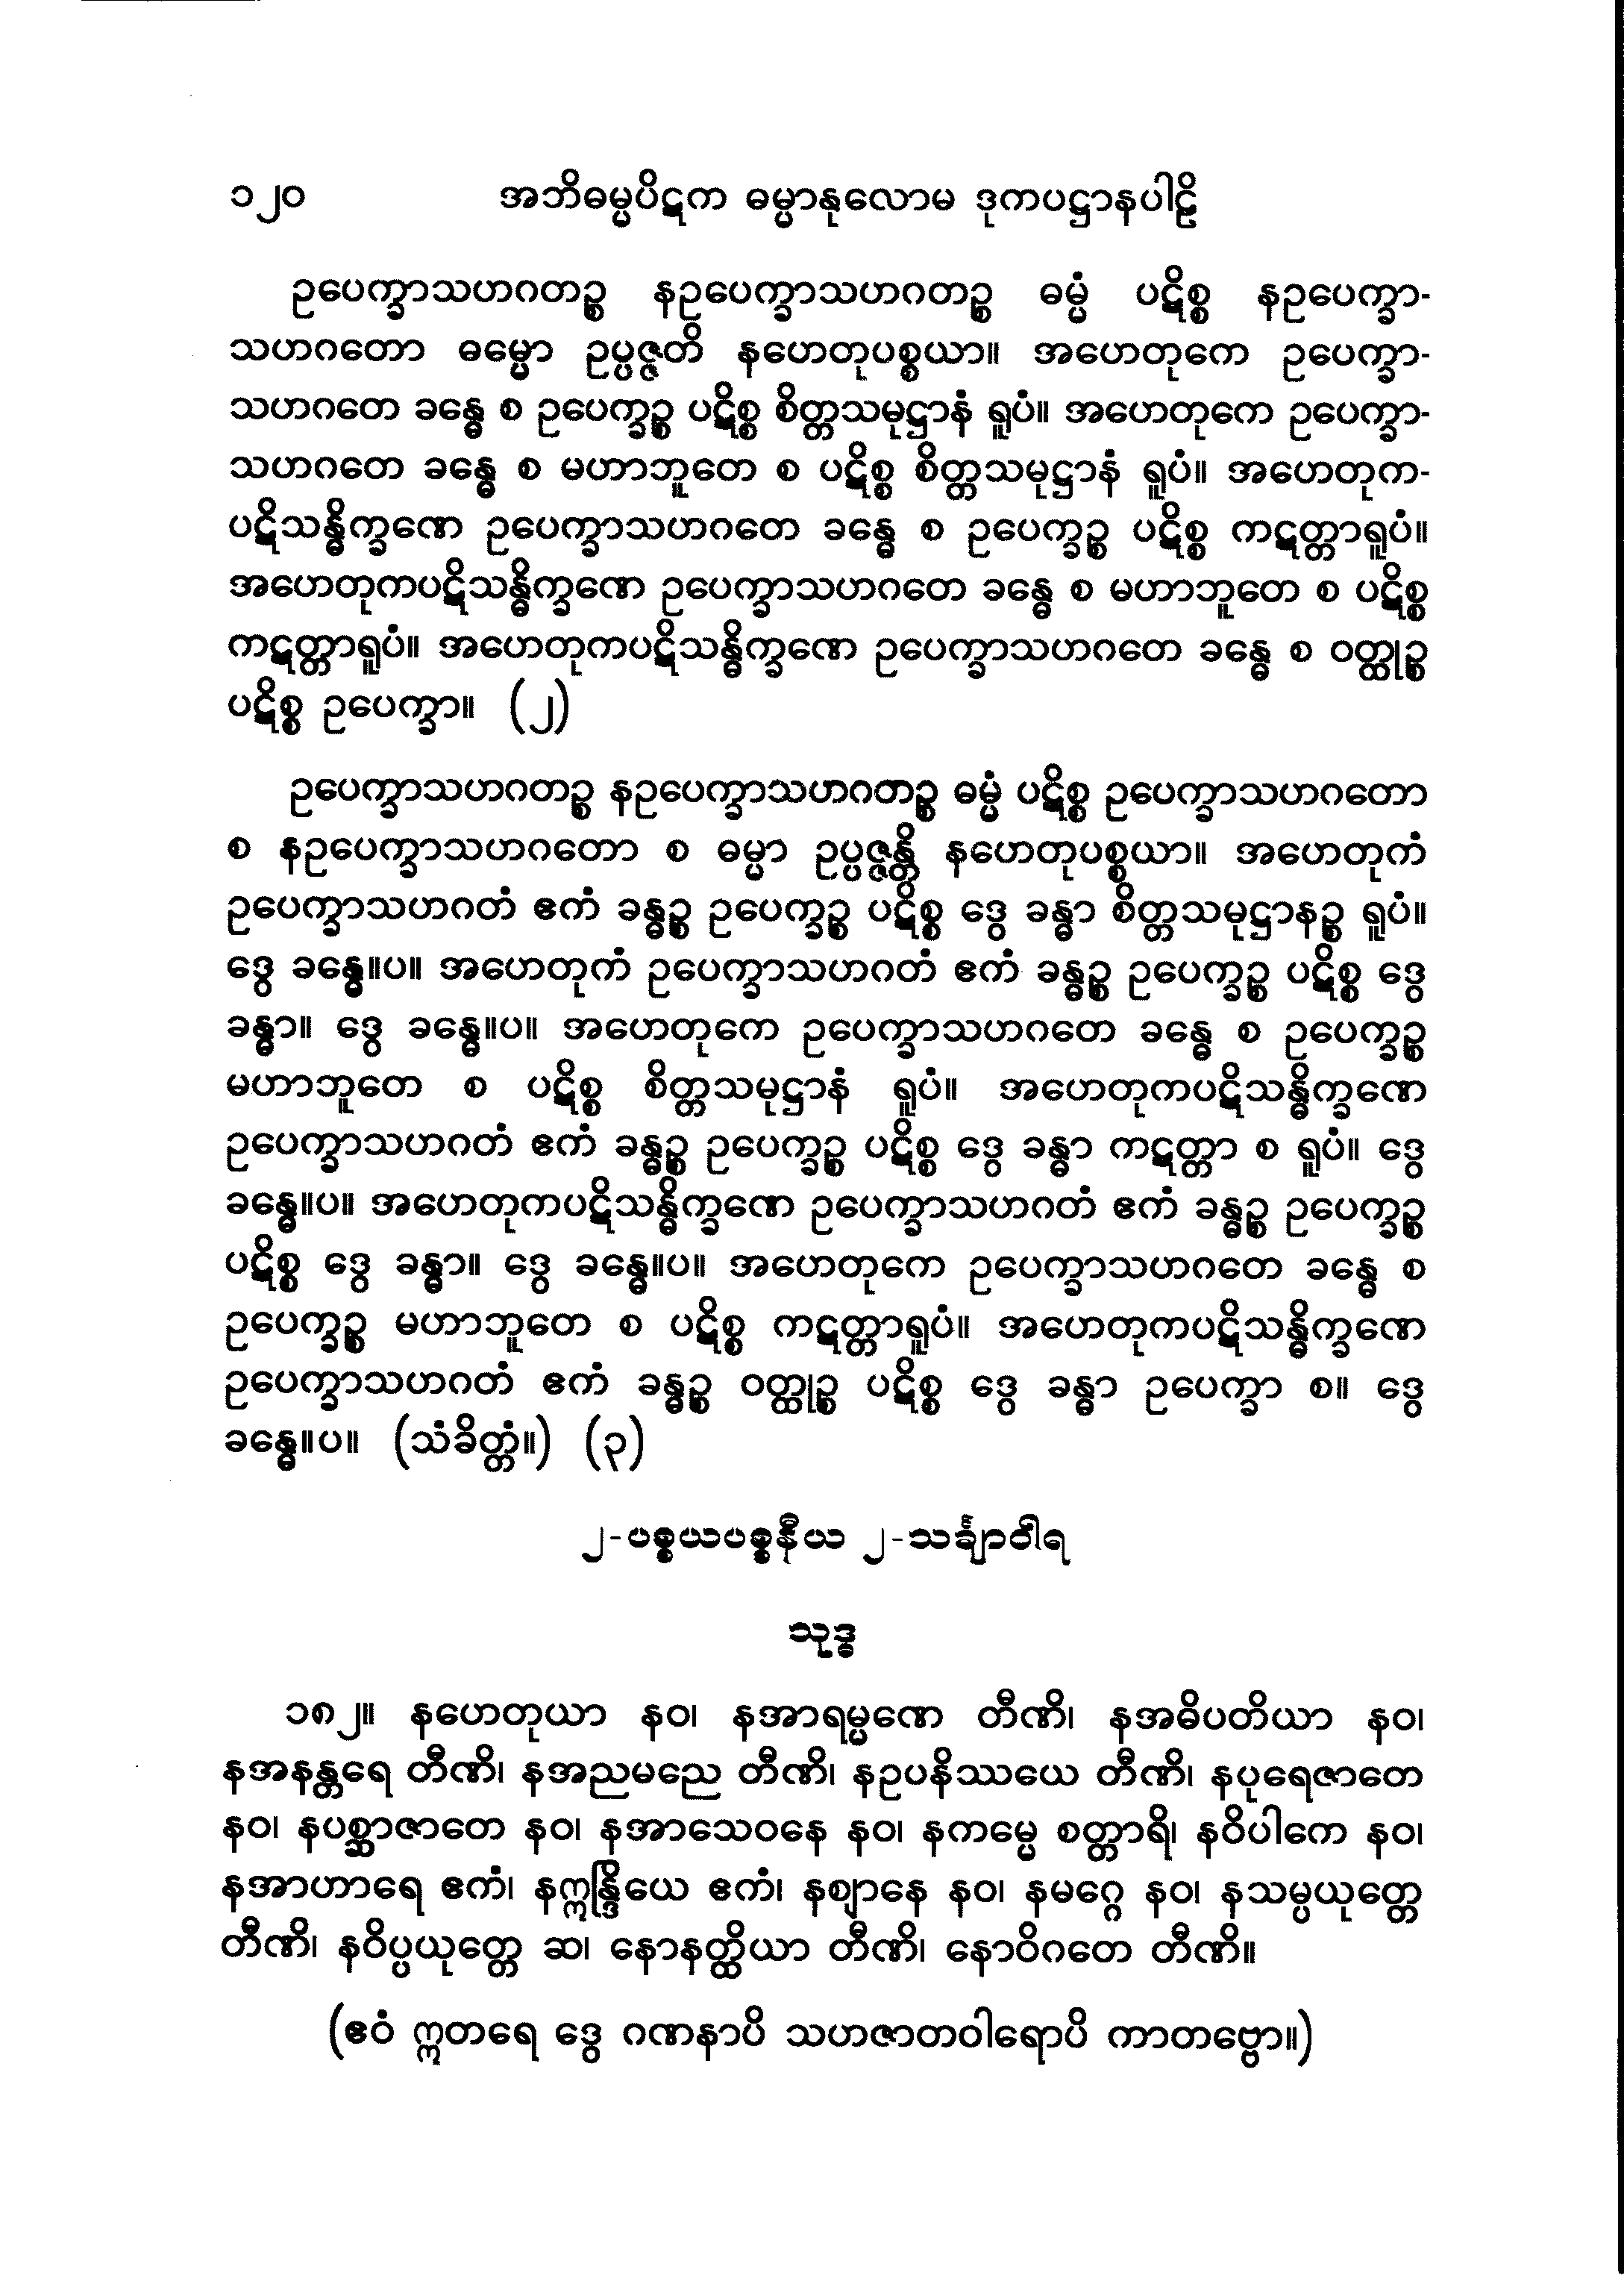 ၁၂၀ အဘိဓမ္မပိဋက ဓမ္မာနုလောမ ဒုကပဋ္ဌာနပါဠိ
ဥပေက္ခာသဟဂတဉ္စ နဥပေက္ခာသဟဂတဉ္စ ဓမ္မံ ပဋိစ္စ နဥပေက္ခာ-
သဟဂတော ဓမ္မော ဥပ္ပဇ္ဇတိ နဟေတုပစ္စယာ။ အဟေတုကေ ဥပေက္ခာ-
သဟဂတေ ခန္ဓေ စ ဥပေက္ခဉ္စ ပဋိစ္စ စိတ္တသမုဋ္ဌာနံ ရူပံ။ အဟေတုကေ ဥပေက္ခာ-
သဟဂတေ ခန္ဓေ စ မဟာဘူတေ စ ပဋိစ္စ စိတ္တသမုဋ္ဌာနံ ရူပံ။ အဟေတုက-
ပဋိသန္ဓိက္ခဏေ ဥပေက္ခာသဟဂတေ ခန္ဓေ စ ဥပေက္ခဉ္စ ပဋိစ္စ ကဋတ္တာရူပံ။
အဟေတုကပဋိသန္ဓိက္ခဏေ ဥပေက္ခာသဟဂတေ ခန္ဓေ စ မဟာဘူတေ စ ပဋိစ္စ
ကဋတ္တာရူပံ။ အဟေတုကပဋိသန္ဓိက္ခဏေ ဥပေက္ခာသဟဂတေ ခန္ဓေ စ ဝတ္ထုဉ္စ
ပဋိစ္စ ဥပေက္ခာ။ (၂)
ဥပေက္ခာသဟဂတဉ္စ နဥပေက္ခာသဟဂတဉ္စ ဓမ္မံ ပဋိစ္စ ဥပေက္ခာသဟဂတော
စ နဥပေက္ခာသဟဂတော စ ဓမ္မာ ဥပ္ပဇ္ဇန္တိ နဟေတုပစ္စယာ။ အဟေတုကံ
ဥပေက္ခာသဟဂတံ ဧကံ ခန္ဓဉ္စ ဥပေက္ခဉ္စ ပဋိစ္စ ဒွေ ခန္ဓာ စိတ္တသမုဋ္ဌာနဉ္စ ရူပံ။
ဒွေ ခန္ဓေ။ပ။ အဟေတုကံ ဥပေက္ခာသဟဂတံ ဧကံ ခန္ဓဉ္စ ဥပေက္ခဉ္စ ပဋိစ္စ ဒွေ
ခန္ဓာ။ ဒွေ ခန္ဓေ။ပ။ အဟေတုကေ ဥပေက္ခာသဟဂတေ ခန္ဓေ စ ဥပေက္ခဉ္စ
မဟာဘူတေ စ ပဋိစ္စ စိတ္တသမုဋ္ဌာနံ ရူပံ။ အဟေတုကပဋိသန္ဓိက္ခဏေ
ဥပေက္ခာသဟဂတံ ဧကံ ခန္ဓဉ္စ ဥပေက္ခဉ္စ ပဋိစ္စ ဒွေ ခန္ဓာ ကဋတ္တာ စ ရူပံ။ ဒွေ
ခန္ဓေ။ပ။ အဟေတုကပဋိသန္ဓိက္ခဏေ ဥပေက္ခာသဟဂတံ ဧကံ ခန္ဓဉ္စ ဥပေက္ခဉ္စ
ပဋိစ္စ ဒွေ ခန္ဓာ။ ဒွေ ခန္ဓေ။ပ။ အဟေတုကေ ဥပေက္ခာသဟဂတေ ခန္ဓေ စ
ဥပေက္ခဉ္စ မဟာဘူတေ စ ပဋိစ္စ ကဋတ္တာရူပံ။ အဟေတုကပဋိသန္ဓိက္ခဏေ
ဥပေက္ခာသဟဂတံ ဧကံ ခန္ဓဉ္စ ဝတ္ထုဉ္စ ပဋိစ္စ ဒွေ ခန္ဓာ ဥပေက္ခာ စ။ ဒွေ
ခန္ဓေ။ပ။ (သံခိတ္တံ။) (၃)
၂-ပစ္စယပစ္စနီယ ၂-သင်္ချာဝါရ
သုဒ္ဓ
၁၈၂။ နဟေတုယာ နဝ၊ နအာရမ္မဏေ တီဏိ၊ နအဓိပတိယာ နဝ၊
နအနန္တရေ တီဏိ၊ နအညမညေ တီဏိ၊ နဥပနိဿယေ တီဏိ၊ နပုရေဇာတေ
နဝ၊ နပစ္ဆာဇာတေ နဝ၊ နအာသေဝနေ နဝ၊ နကမ္မေ စတ္တာရိ၊ နဝိပါကေ နဝ၊
နအာဟာရေ ဧကံ၊ နဣန္ဒြိယေ ဧကံ၊ နဈာနေ နဝ၊ နမဂ္ဂေ နဝ၊ နသမ္ပယုတ္တေ
တီဏိ၊ နဝိပ္ပယုတ္တေ ဆ၊ နောနတ္ထိယာ တီဏိ၊ နောဝိဂတေ တီဏိ။
(ဧဝံ ဣတရေ ဒွေ ဂဏနာပိ သဟဇာတဝါရောပိ ကာတဗ္ဗော။)